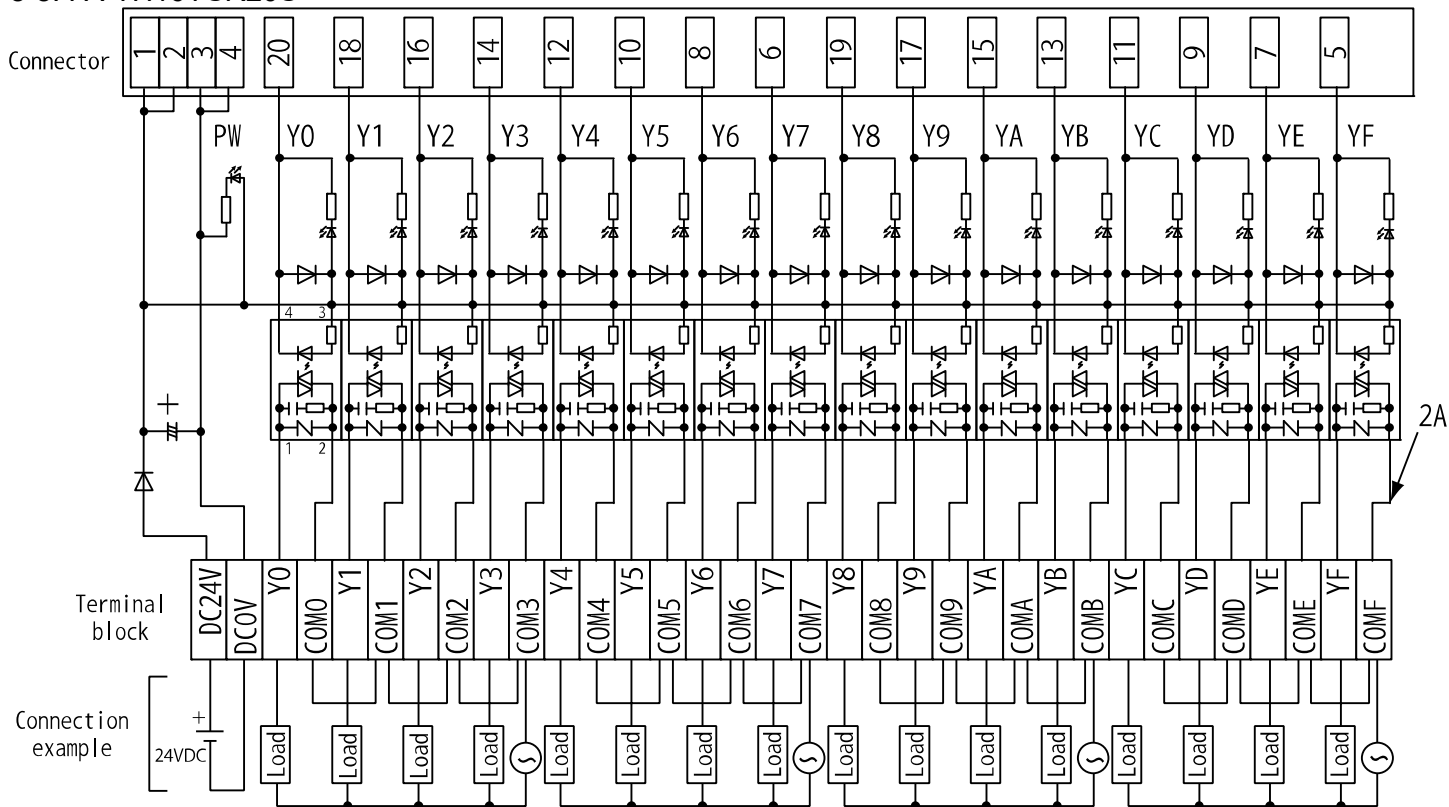 Connector
1 2 3 4 20 18 16 14 12 10 8 6 19 17 15 13 11 9 7 5
PW Y0 Y1 Y2 Y3 Y4 Y5 Y6 Y7 Y8 Y9 YA YB YC YD YE YF
4 3
+
1 2
2A
Terminal
block
DC24V DC0V Y0 COM0 Y1 COM1 Y2 COM2 Y3 COM3 Y4 COM4 Y5 COM5 Y6 COM6 Y7 COM7 Y8 COM8 Y9 COM9 YA COMA YB COMB YC COMC YD COMD YE COME YF COMF
Connection
example
+
24VDC
Load Load Load Load Load Load Load Load Load Load Load Load Load Load Load Load